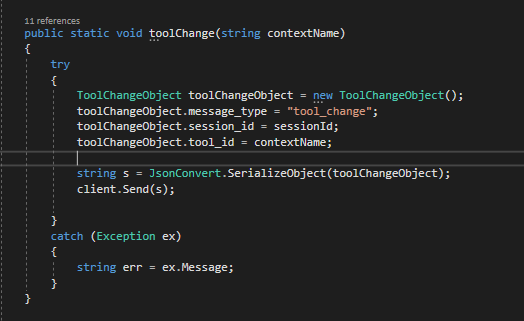 11 references
public static void toolChange(string contextName)
{
try
{
ToolChangeObject toolChangeObject = new ToolChangeObject();
toolChangeObject.message_type = "tool_change";
toolChangeObject.session_id = sessionId;
toolChangeObject.tool_id = contextName;
string s = JsonConvert.SerializeObject(toolChangeObject);
client.Send(s);
}
catch (Exception ex)
{
string err = ex.Message;
}
}